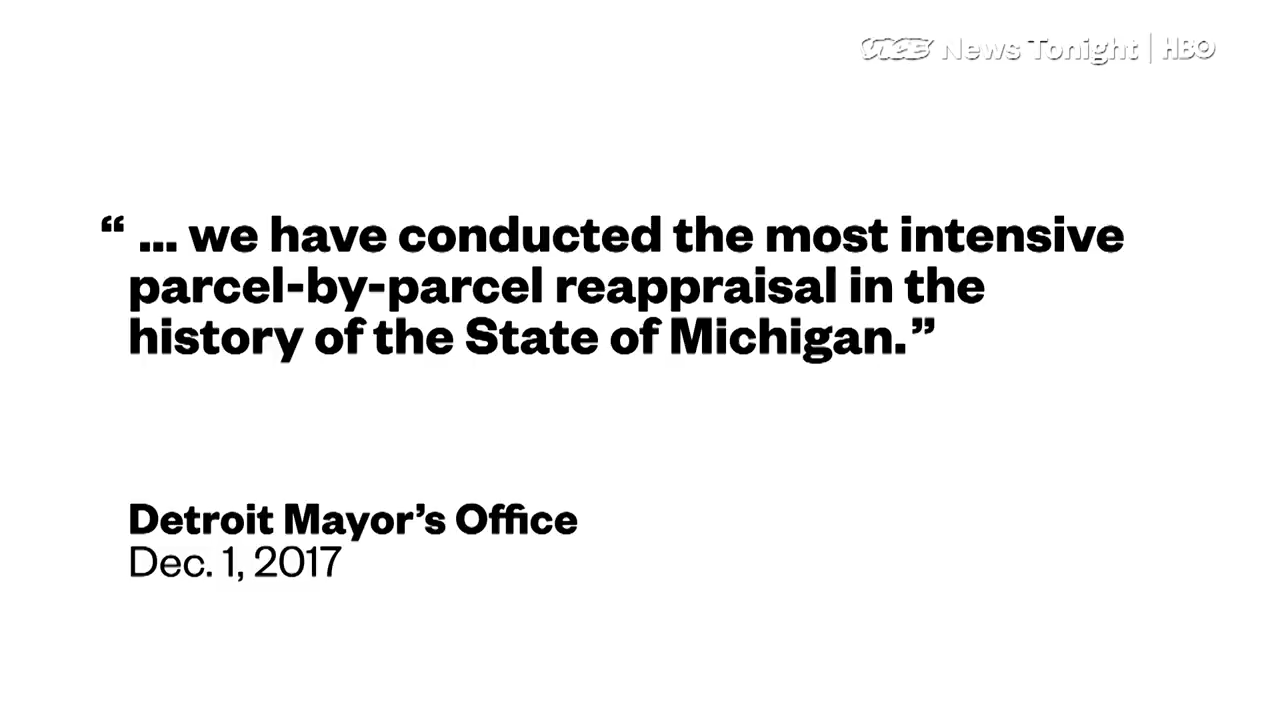 VICE News Tonight | HBO
“ ... we have conducted the most intensive
parcel-by-parcel reappraisal in the
history of the State of Michigan.”
Detroit Mayor’s Office
Dec. 1, 2017